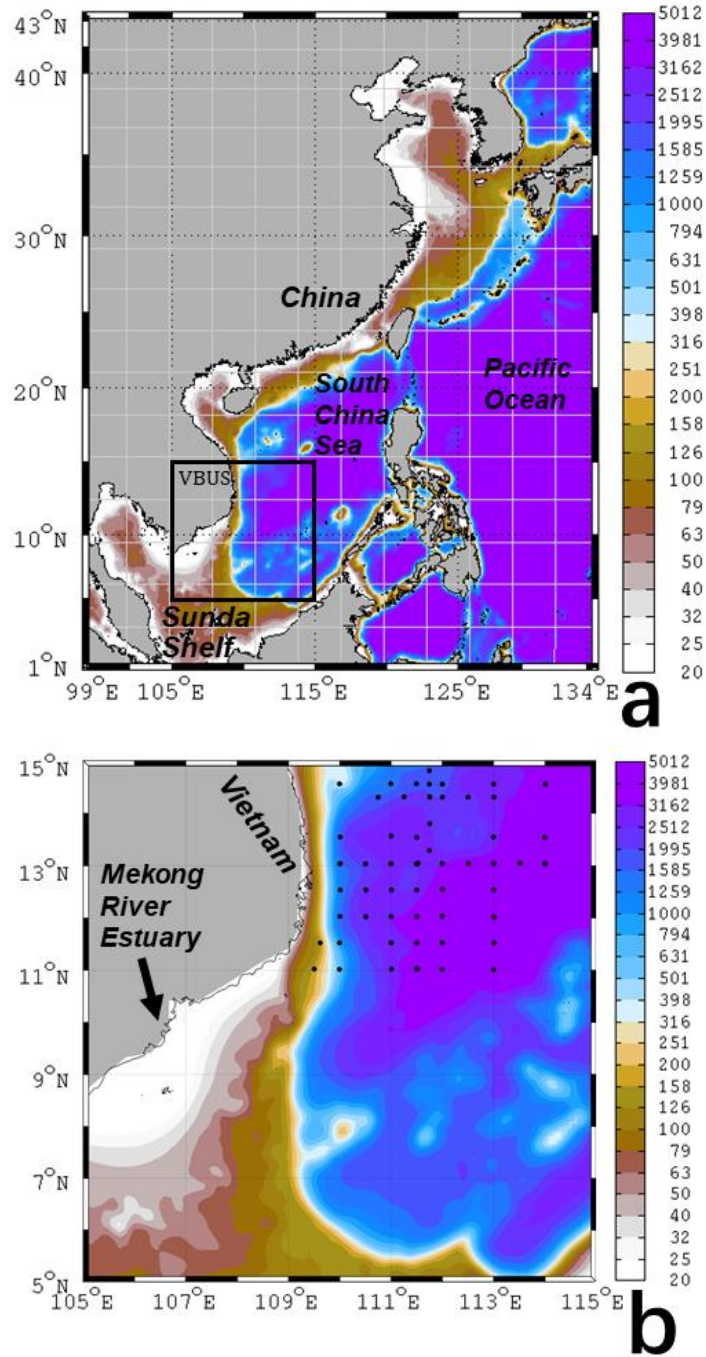 43°N
40°N
30°N
20°N
10°N
1°N
99°E
105°E
115°E
125°E
134°E
China
South
China
Sea
Pacific
Ocean
VBUS
Sunda
Shelf
5012
3981
3162
2512
1995
1585
1259
1000
794
631
501
398
316
251
200
158
126
100
79
63
50
40
32
25
20
a
15°N
13°N
11°N
9°N
7°N
5°N
105°E
107°E
109°E
111°E
113°E
115°E
Vietnam
Mekong
River
Estuary
5012
3981
3162
2512
1995
1585
1259
1000
794
631
501
398
316
251
200
158
126
100
79
63
50
40
32
25
20
b